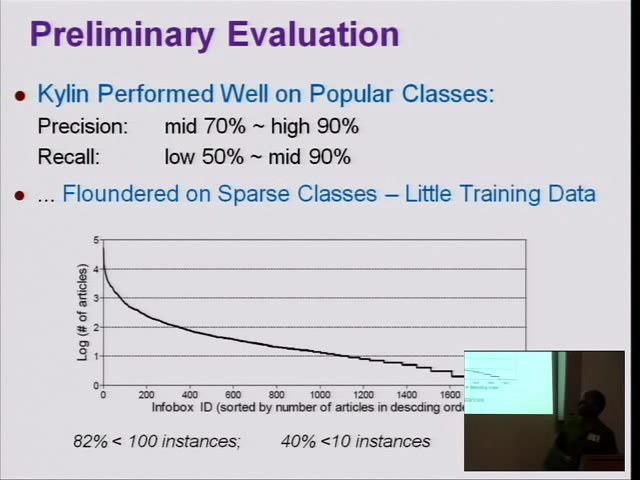 Preliminary Evaluation
Kylin Performed Well on Popular Classes:
Precision: mid 70% ~ high 90%
Recall: low 50% ~ mid 90%
... Floundered on Sparse Classes – Little Training Data
5
4
3
2
1
0
Log (# of articles)
0 200 400 600 800 1000 1200 1400 1600
Infobox ID (sorted by number of articles in descding orde
82% < 100 instances; 40% <10 instances